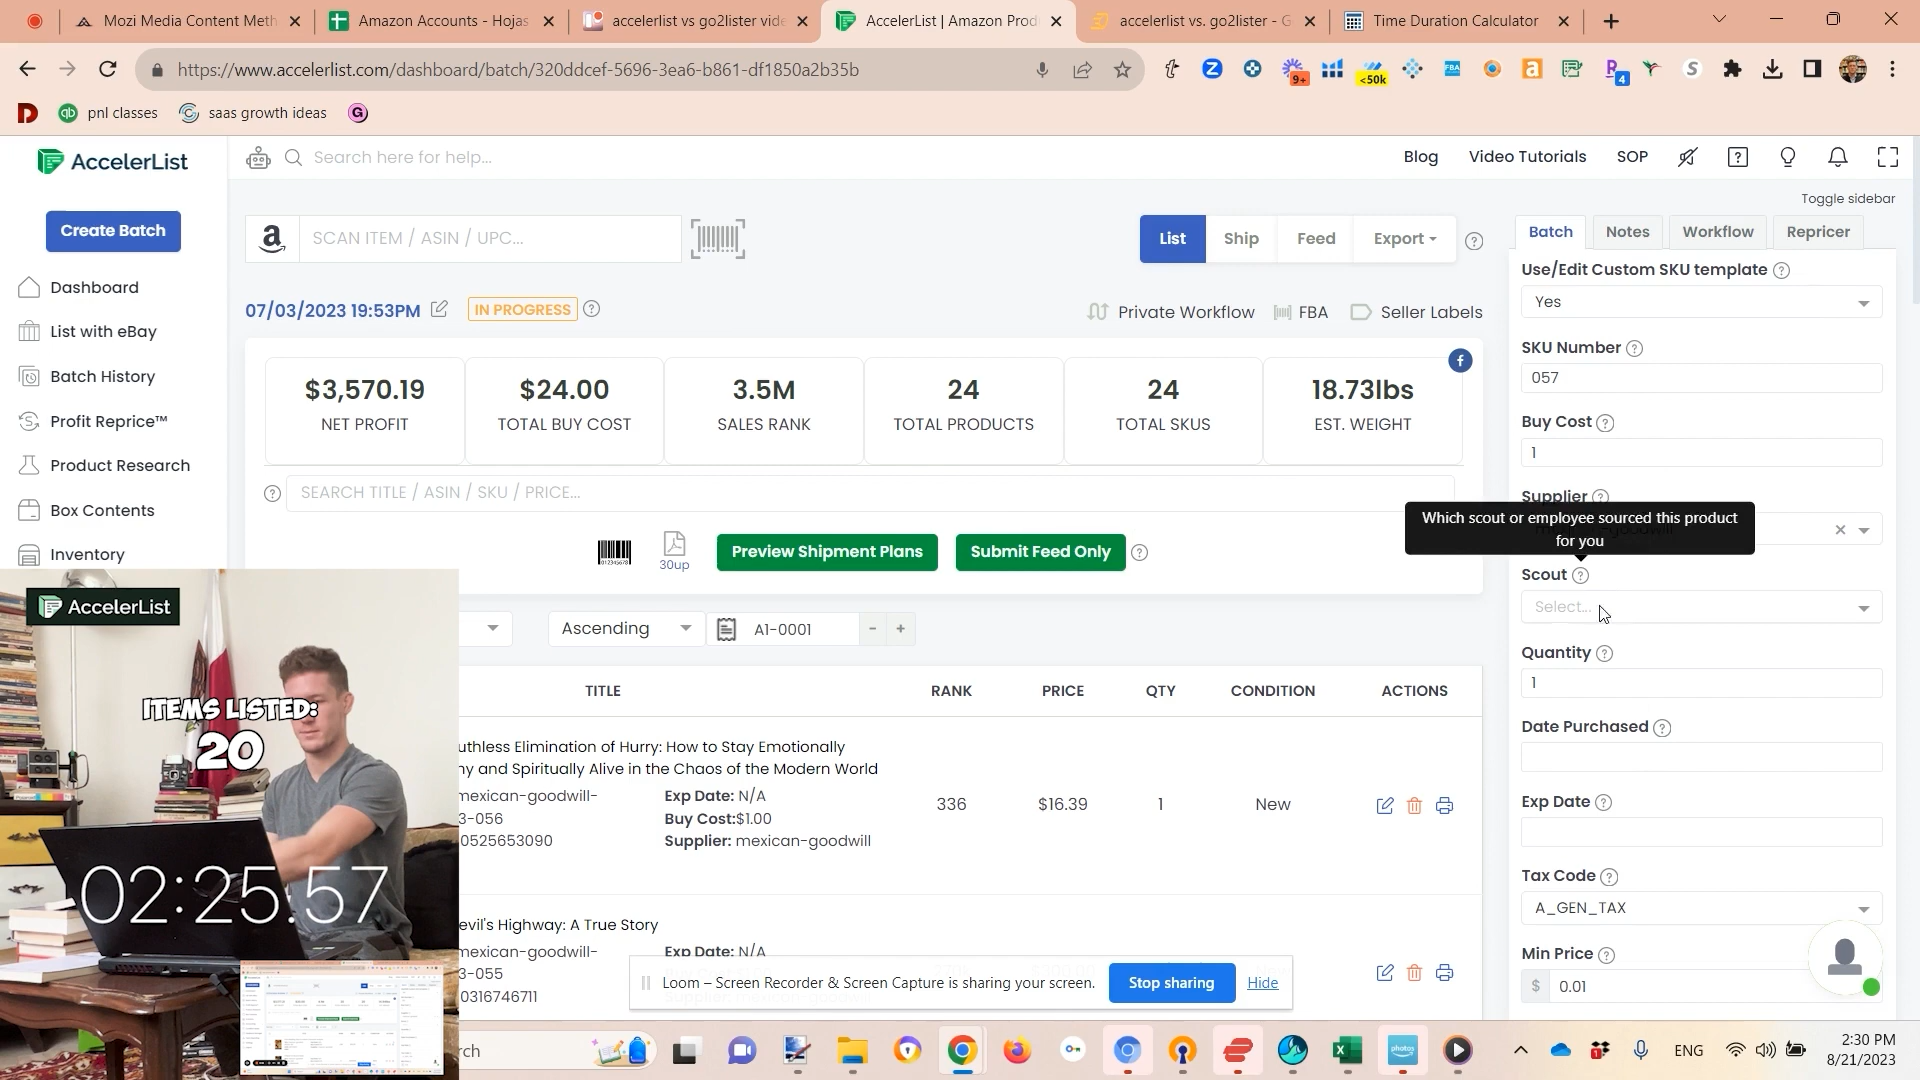 Mozi Media Content Meth
Amazon Accounts - Hojas
accelerlist vs go2lister vide
AccelerList | Amazon Prod
accelerlist vs. go2lister - G
Time Duration Calculator
https://www.accelerlist.com/dashboard/batch/320ddcef-5696-3ea6-b861-df1850a2b35b
9+
<50k
FBA
4
pnl classes
saas growth ideas
AccelerList
Search here for help...
Blog
Video Tutorials
SOP
Toggle sidebar
Create Batch
Dashboard
List with eBay
Batch History
Profit Reprice™
Product Research
Box Contents
Inventory
SCAN ITEM / ASIN / UPC...
List
Ship
Feed
Export
07/03/2023 19:53PM
IN PROGRESS
Private Workflow
FBA
Seller Labels
$3,570.19
NET PROFIT
$24.00
TOTAL BUY COST
3.5M
SALES RANK
24
TOTAL PRODUCTS
24
TOTAL SKUS
18.73lbs
EST. WEIGHT
SEARCH TITLE / ASIN / SKU / PRICE...
30up
Preview Shipment Plans
Submit Feed Only
Ascending
A1-0001
TITLE
RANK
PRICE
QTY
CONDITION
ACTIONS
uthless Elimination of Hurry: How to Stay Emotionally
hy and Spiritually Alive in the Chaos of the Modern World
mexican-goodwill-
3-056
0525653090
Exp Date: N/A
Buy Cost:$1.00
Supplier: mexican-goodwill
336
$16.39
1
New
evil's Highway: A True Story
mexican-goodwill-
3-055
0316746711
Exp Date: N/A
Loom – Screen Recorder & Screen Capture is sharing your screen.
Stop sharing
Hide
Batch
Notes
Workflow
Repricer
Use/Edit Custom SKU template
Yes
SKU Number
057
Buy Cost
1
Supplier
Which scout or employee sourced this product
for you
Scout
Select...
Quantity
1
Date Purchased
Exp Date
Tax Code
A_GEN_TAX
Min Price
$ 0.01
AccelerList
ITEMS LISTED:
20
02:25.57
rch
photos
ENG
2:30 PM
8/21/2023